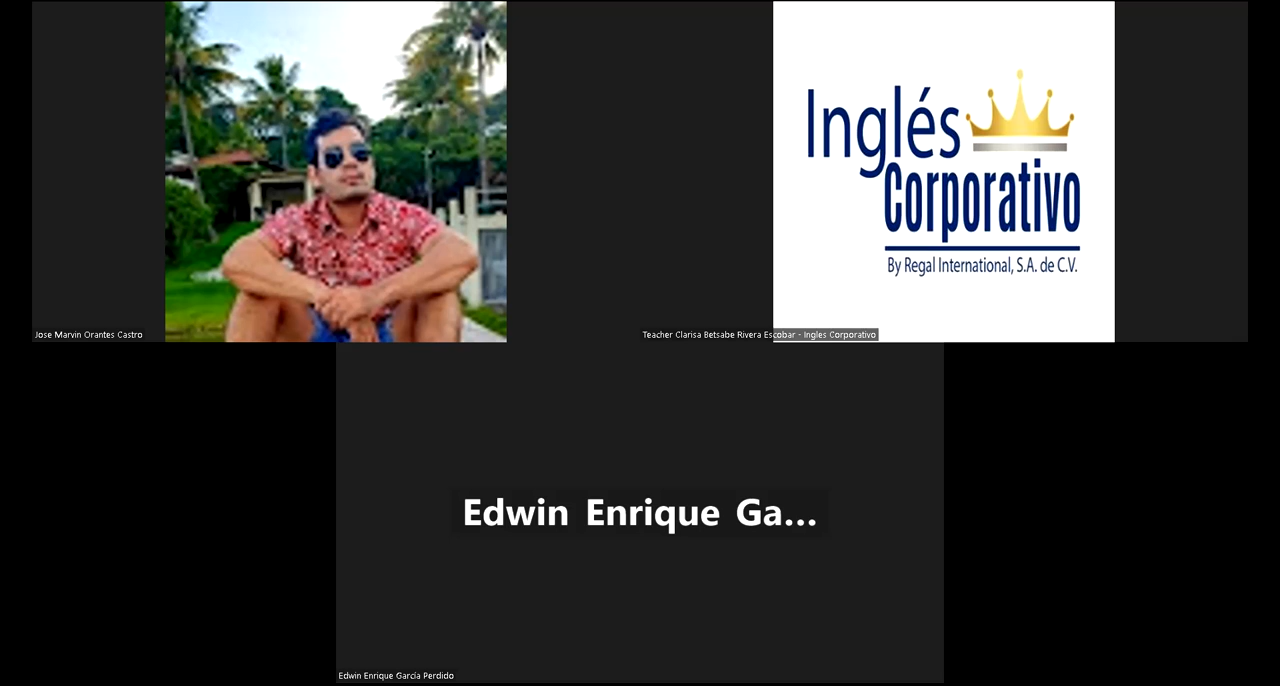 Inglés
Corporativo
By Regal International, S.A. de C.V.
Jose Marvin Orantes Castro
Teacher Clarisa Betsabe Rivera Escobar - Ingles Corporativo
Edwin Enrique Ga...
Edwin Enrique García Perdido